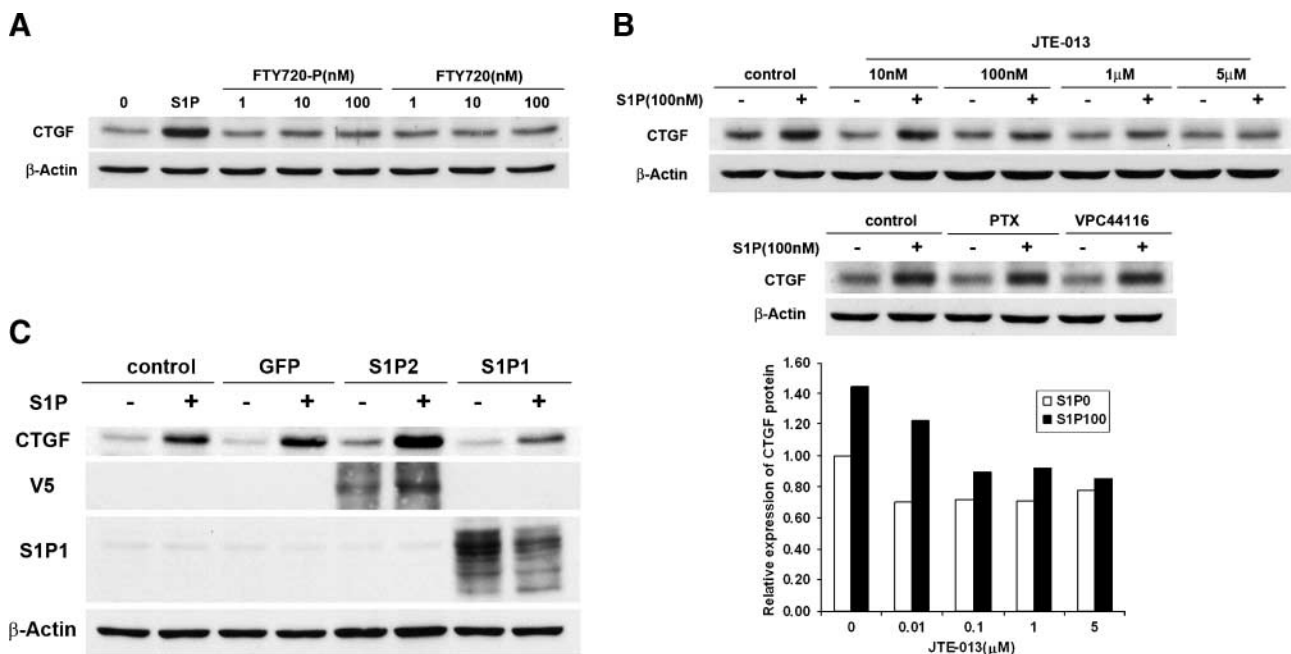 A
FTY720-P(nM) FTY720(nM)
0 S1P 1 10 100 1 10 100
CTGF
β-Actin
B
JTE-013
control 10nM 100nM 1μM 5μM
S1P(100nM) - + - + - + - + - +
CTGF
β-Actin
control PTX VPC44116
S1P(100nM) - + - + - +
CTGF
β-Actin
Relative expression of CTGF protein
1.60
1.40
1.20
1.00
0.80
0.60
0.40
0.20
0.00
S1P0
S1P100
0 0.01 0.1 1 5
JTE-013(μM)
C
control GFP S1P2 S1P1
S1P - + - + - + - +
CTGF
V5
S1P1
β-Actin